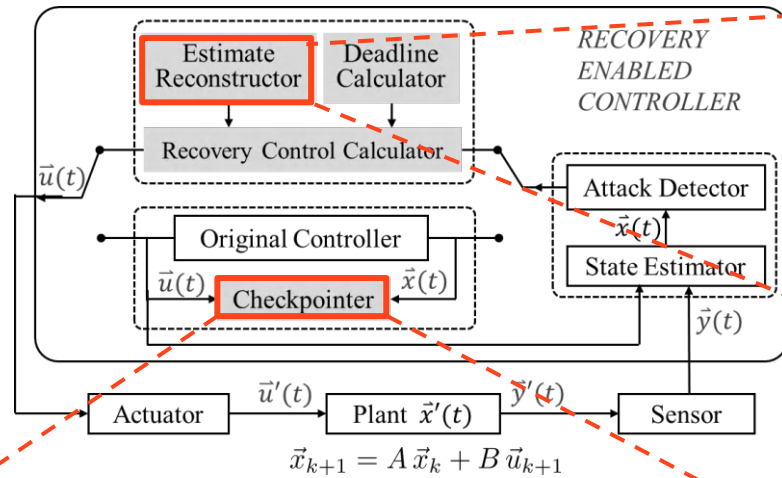 Estimate
Reconstructor
Deadline
Calculator
RECOVERY
ENABLED
CONTROLLER
Recovery Control Calculator
u⃗(t)
Attack Detector
x⃗(t)
Original Controller
State Estimator
u⃗(t)
x⃗(t)
Checkpointer
y⃗(t)
Actuator
u⃗′(t)
Plant x⃗′(t)
y⃗′(t)
Sensor
x⃗_{k+1} = A x⃗_k + B u⃗_{k+1}